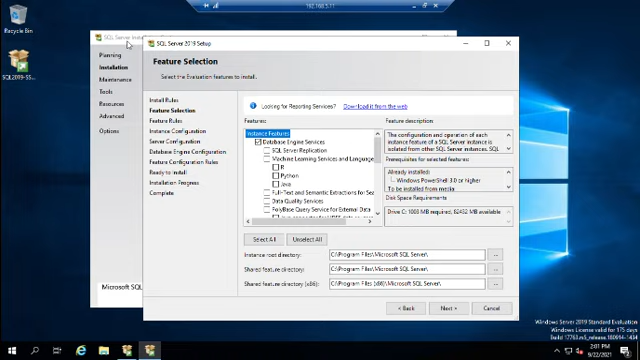 192.168.5.11
Recycle Bin
SQL2019-SS...
SQL Server Inst
Planning
Installation
Maintenance
Tools
Resources
Advanced
Options
Microsoft SQL
SQL Server 2019 Setup
Feature Selection
Select the Evaluation features to install.
Install Rules
Feature Selection
Feature Rules
Instance Configuration
Server Configuration
Database Engine Configuration
Feature Configuration Rules
Ready to Install
Installation Progress
Complete
Looking for Reporting Services? Download it from the web
Features:
Instance Features
Database Engine Services
SQL Server Replication
Machine Learning Services and Language
R
Python
Java
Full-Text and Semantic Extractions for Sea
Data Quality Services
PolyBase Query Service for External Data
Feature description:
The configuration and operation of each
instance feature of a SQL Server instance is
isolated from other SQL Server instances. SQL
Prerequisites for selected features:
Already installed:
Windows PowerShell 3.0 or higher
To be installed from media:
Disk Space Requirements
Drive C: 1003 MB required, 82432 MB available
Select All
Unselect All
Instance root directory:
C:\Program Files\Microsoft SQL Server\
...
Shared feature directory:
C:\Program Files\Microsoft SQL Server\
...
Shared feature directory (x86):
C:\Program Files (x86)\Microsoft SQL Server\
...
< Back
Next >
Cancel
Windows Server 2019 Standard Evaluation
Windows License valid for 175 days
2:01 PM
9/22/2021